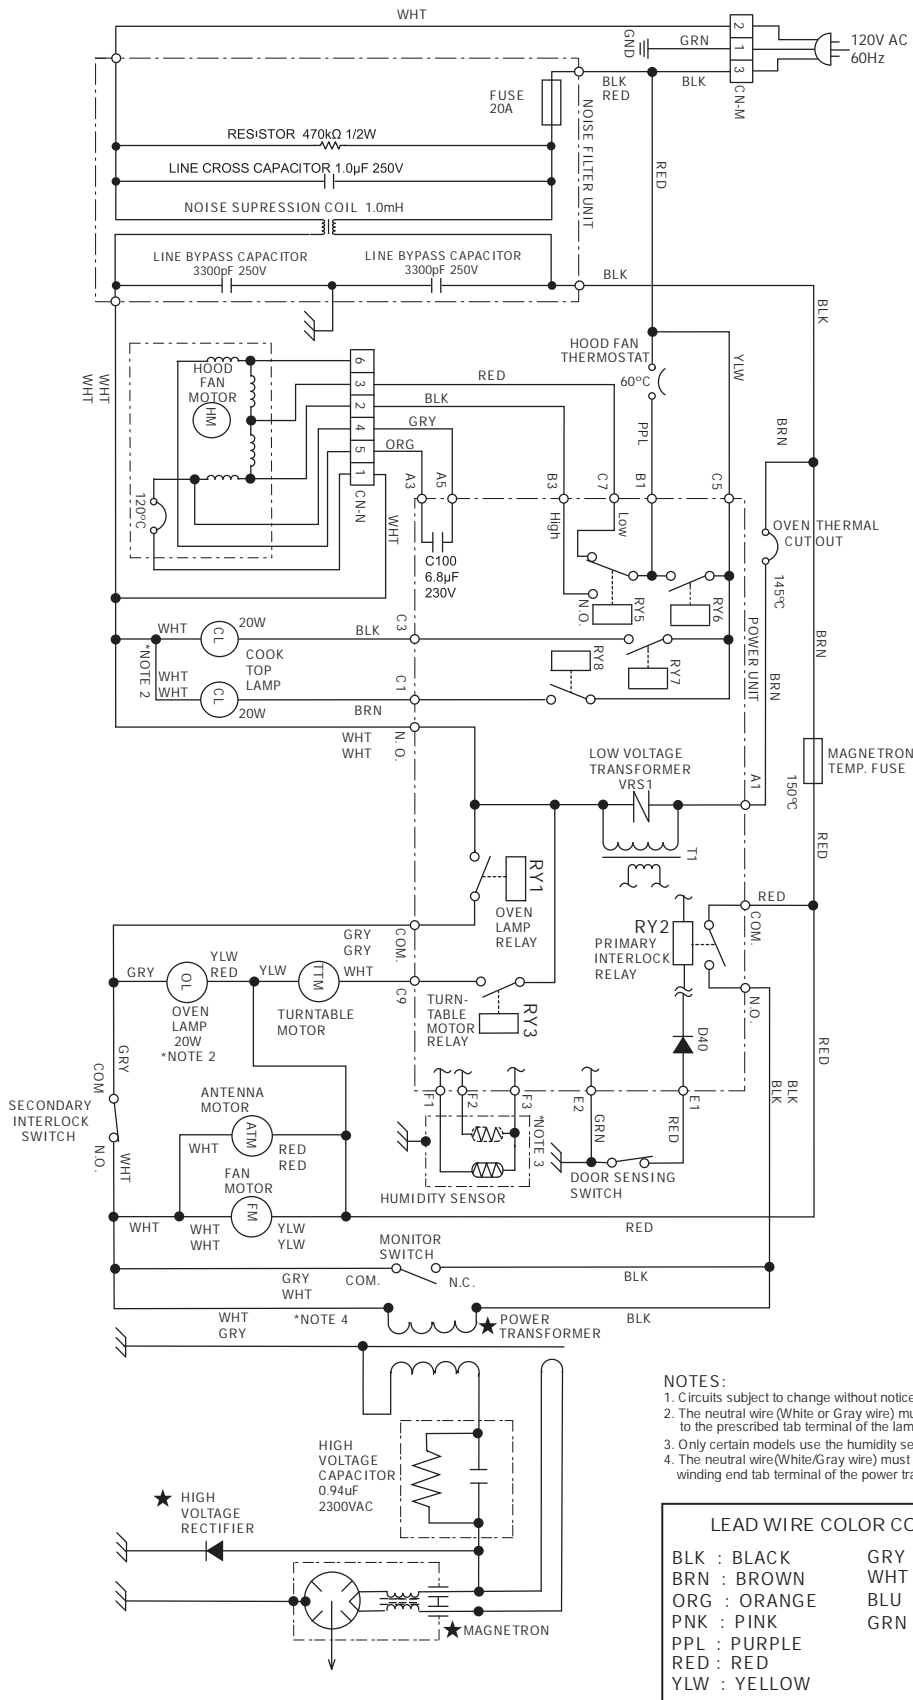 WHT
2
GND
GRN
1
120V AC
60Hz
3
CN-M
FUSE
20A
BLK
RED
BLK
NOISE FILTER UNIT
RED
RESISTOR 470kΩ 1/2W
LINE CROSS CAPACITOR 1.0µF 250V
NOISE SUPRESSION COIL 1.0mH
LINE BYPASS CAPACITOR
3300pF 250V
LINE BYPASS CAPACITOR
3300pF 250V
BLK
BLK
WHT
WHT
HOOD
FAN
MOTOR
HM
120°C
6
3
2
4
5
1
CN-N
RED
BLK
GRY
ORG
WHT
HOOD FAN
THERMOSTAT
60°C
YLW
PPL
BRN
A3
A5
B3
C7
B1
C5
High
Low
C100
6.8µF
230V
N.O.
RY5
RY6
OVEN THERMAL
CUT OUT
145°C
POWER UNIT
BRN
BRN
*NOTE 2
WHT
CL
20W
COOK
TOP
LAMP
BLK
C3
RY8
RY7
WHT
WHT
CL
20W
BRN
C1
WHT
WHT
N.O.
LOW VOLTAGE
TRANSFORMER
VRS1
A1
MAGNETRON
TEMP. FUSE
150°C
T1
RED
RY1
OVEN
LAMP
RELAY
RY2
PRIMARY
INTERLOCK
RELAY
RED
COM.
N.O.
GRY
GRY
COM.
GRY
OL
YLW
RED
YLW
TTM
WHT
C9
OVEN
LAMP
20W
*NOTE 2
TURNTABLE
MOTOR
TURN-
TABLE
MOTOR
RELAY
RY3
D40
RED
BLK
BLK
GRY
COM
SECONDARY
INTERLOCK
SWITCH
N.O.
WHT
ANTENNA
MOTOR
WHT
ATM
RED
RED
FAN
MOTOR
WHT
WHT
WHT
FM
YLW
YLW
F1
F2
F3
*NOTE 3
HUMIDITY SENSOR
E2
E1
GRN
RED
DOOR SENSING
SWITCH
RED
MONITOR
SWITCH
GRY
WHT
COM.
N.C.
BLK
WHT
GRY
*NOTE 4
POWER
TRANSFORMER
BLK
HIGH
VOLTAGE
CAPACITOR
0.94uF
2300VAC
HIGH
VOLTAGE
RECTIFIER
MAGNETRON
NOTES:
1. Circuits subject to change without notice
2. The neutral wire (White or Gray wire)
to the prescribed tab terminal of the
3. Only certain models use the humidity
4. The neutral wire(White/Gray wire) must
winding end tab terminal of the power
LEAD WIRE COLOR
BLK : BLACK
GRY
BRN : BROWN
WHT
ORG : ORANGE
BLU
PNK : PINK
GRN
PPL : PURPLE
RED : RED
YLW : YELLOW